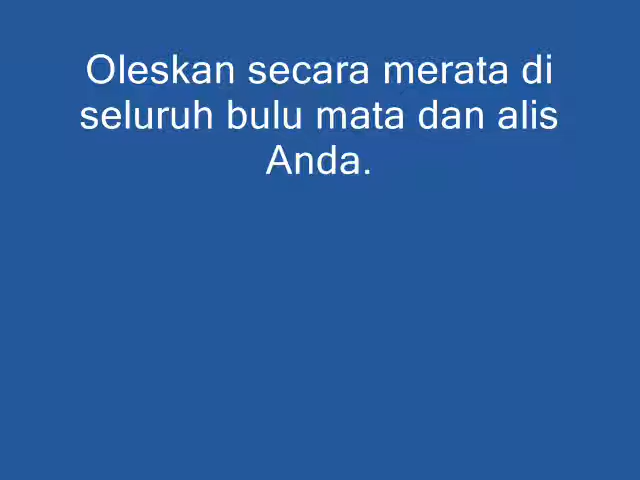 Oleskan secara merata di
seluruh bulu mata dan alis
Anda.